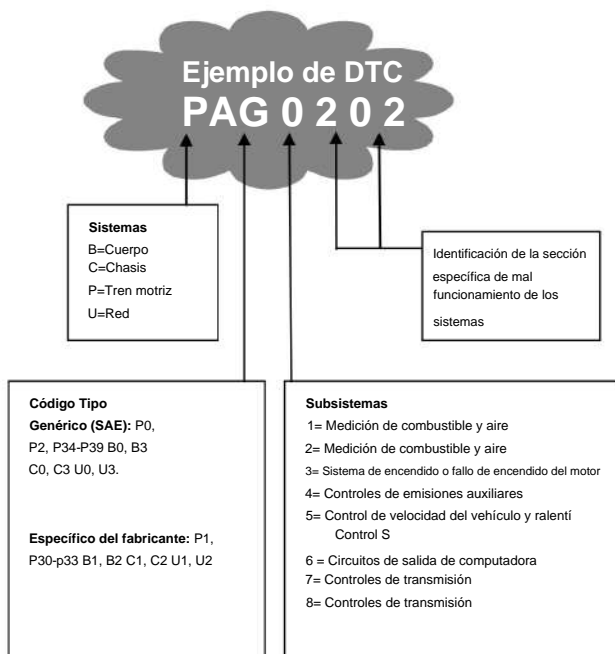 Ejemplo de DTC
PAG 0 2 0 2
Sistemas
B=Cuerpo
C=Chasis
P=Tren motriz
U=Red
Identificación de la sección
específica de mal
funcionamiento de los
sistemas
Código Tipo
Genérico (SAE): P0,
P2, P34-P39 B0, B3
C0, C3 U0, U3.
Específico del fabricante: P1,
P30-p33 B1, B2 C1, C2 U1, U2
Subsistemas
1= Medición de combustible y aire
2= Medición de combustible y aire
3= Sistema de encendido o fallo de encendido del motor
4= Controles de emisiones auxiliares
5= Control de velocidad del vehículo y ralentí
Control S
6 = Circuitos de salida de computadora
7= Controles de transmisión
8= Controles de transmisión